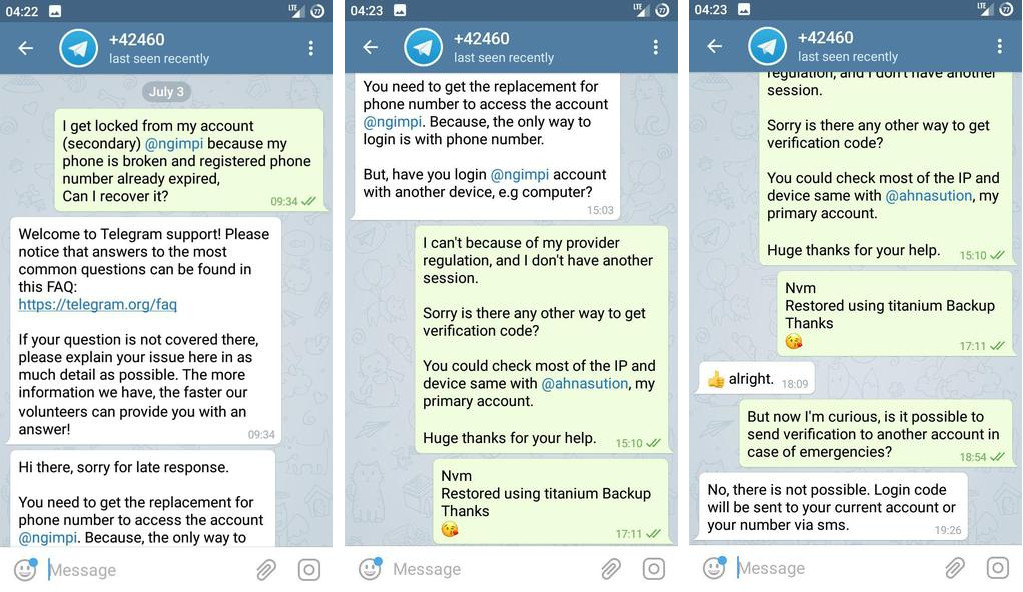 04:22
LTE
77
+42460
last seen recently
July 3
I get locked from my account
(secondary) @ngimpi because my
phone is broken and registered phone
number already expired,
Can I recover it?
09:34
Welcome to Telegram support! Please
notice that answers to the most
common questions can be found in
this FAQ:
https://telegram.org/faq
If your question is not covered there,
please explain your issue here in as
much detail as possible. The more
information we have, the faster our
volunteers can provide you with an
answer!
09:34
Hi there, sorry for late response.
You need to get the replacement for
phone number to access the account
@ngimpi. Because, the only way to
Message
04:23
LTE
77
+42460
last seen recently
You need to get the replacement for
phone number to access the account
@ngimpi. Because, the only way to
login is with phone number.
But, have you login @ngimpi account
with another device, e.g computer?
15:03
I can't because of my provider
regulation, and I don't have another
session.
Sorry is there any other way to get
verification code?
You could check most of the IP and
device same with @ahnasution, my
primary account.
Huge thanks for your help.
15:10
Nvm
Restored using titanium Backup
Thanks
😘
17:11
Message
04:23
LTE
77
+42460
last seen recently
regulation, and I don't have another
session.
Sorry is there any other way to get
verification code?
You could check most of the IP and
device same with @ahnasution, my
primary account.
Huge thanks for your help.
15:10
Nvm
Restored using titanium Backup
Thanks
😘
17:11
👍 alright.
18:09
But now I'm curious, is it possible to
send verification to another account in
case of emergencies?
18:54
No, there is not possible. Login code
will be sent to your current account or
your number via sms.
19:26
Message